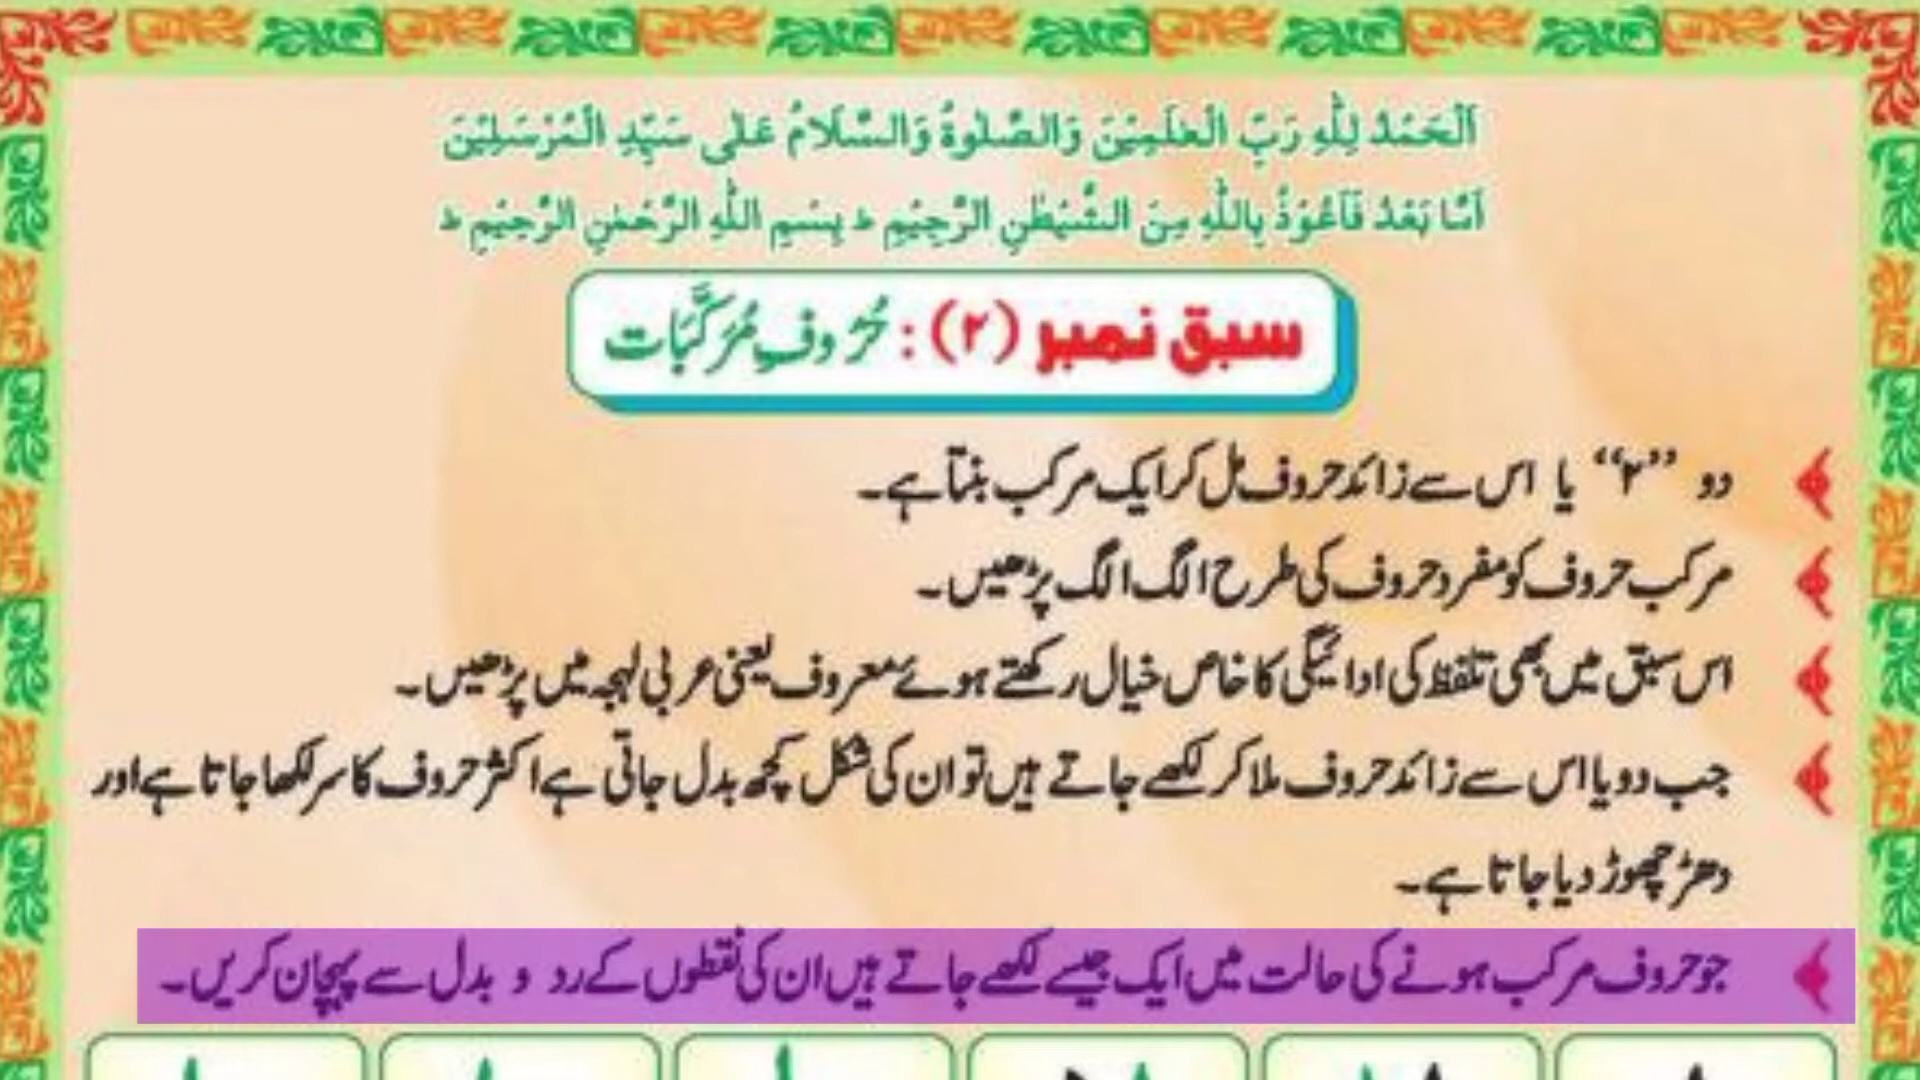 اَلْحَمْدُ لِلّٰهِ رَبِّ الْعٰلَمِیْنَ وَالصَّلٰوةُ وَالسَّلَامُ عَلٰی سَیِّدِ الْمُرْسَلِیْنَ
اَمَّا بَعْدُ فَاَعُوْذُ بِاللّٰهِ مِنَ الشَّیْطٰنِ الرَّجِیْمِ ط بِسْمِ اللّٰهِ الرَّحْمٰنِ الرَّحِیْمِ ط
سبق نمبر (۲) : حُرُوفِ مُرَکَّبَات
دو ”۲“ یا اس سے زائد حروف مل کر ایک مرکب بنتا ہے۔
مرکب حروف کو مفرد حروف کی طرح الگ الگ پڑھیں۔
اس سبق میں بھی تلفظ کی ادائیگی کا خاص خیال رکھتے ہوئے معروف یعنی عربی لہجہ میں پڑھیں۔
جب دو یا اس سے زائد حروف ملا کر لکھے جاتے ہیں تو ان کی شکل کچھ بدل جاتی ہے اکثر حروف کا سر لکھا جاتا ہے اور
دھڑ چھوڑ دیا جاتا ہے۔
جو حروف مرکب ہونے کی حالت میں ایک جیسے لکھے جاتے ہیں ان کی نقطوں کے رد و بدل سے پہچان کریں۔